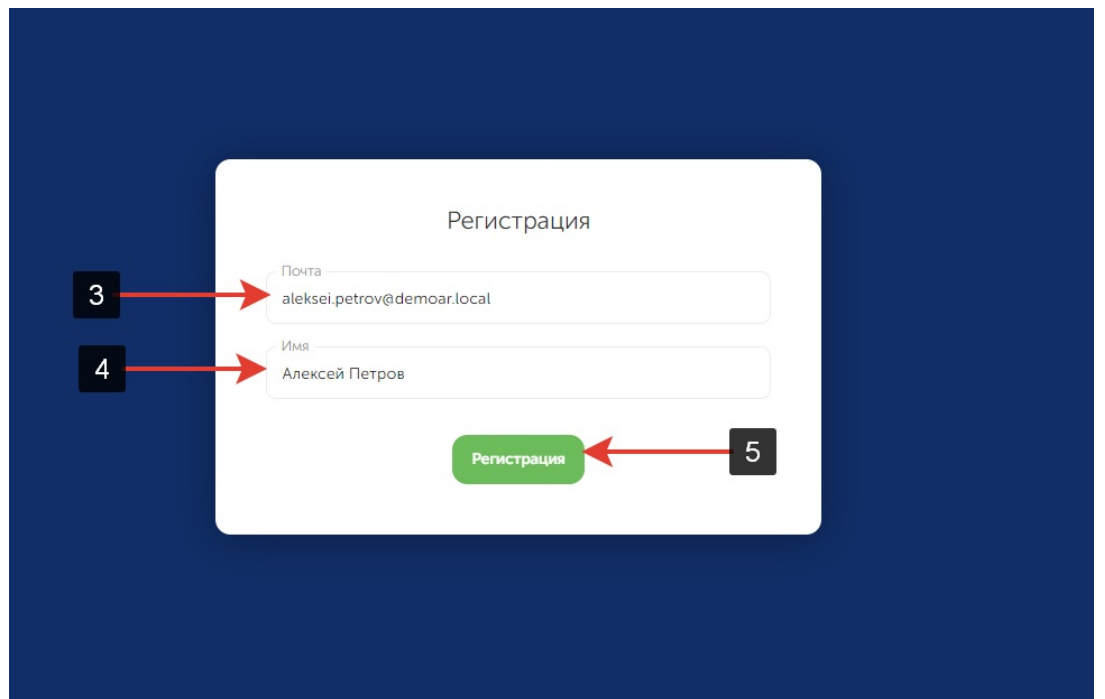 Регистрация
Почта
3
aleksei.petrov@demoar.local
Имя
4
Алексей Петров
Регистрация
5